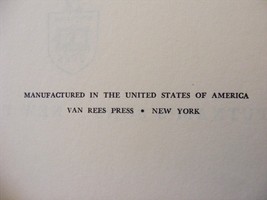 MANUFACTURED IN THE UNITED STATES OF AMERICA
VAN REES PRESS * NEW YORK